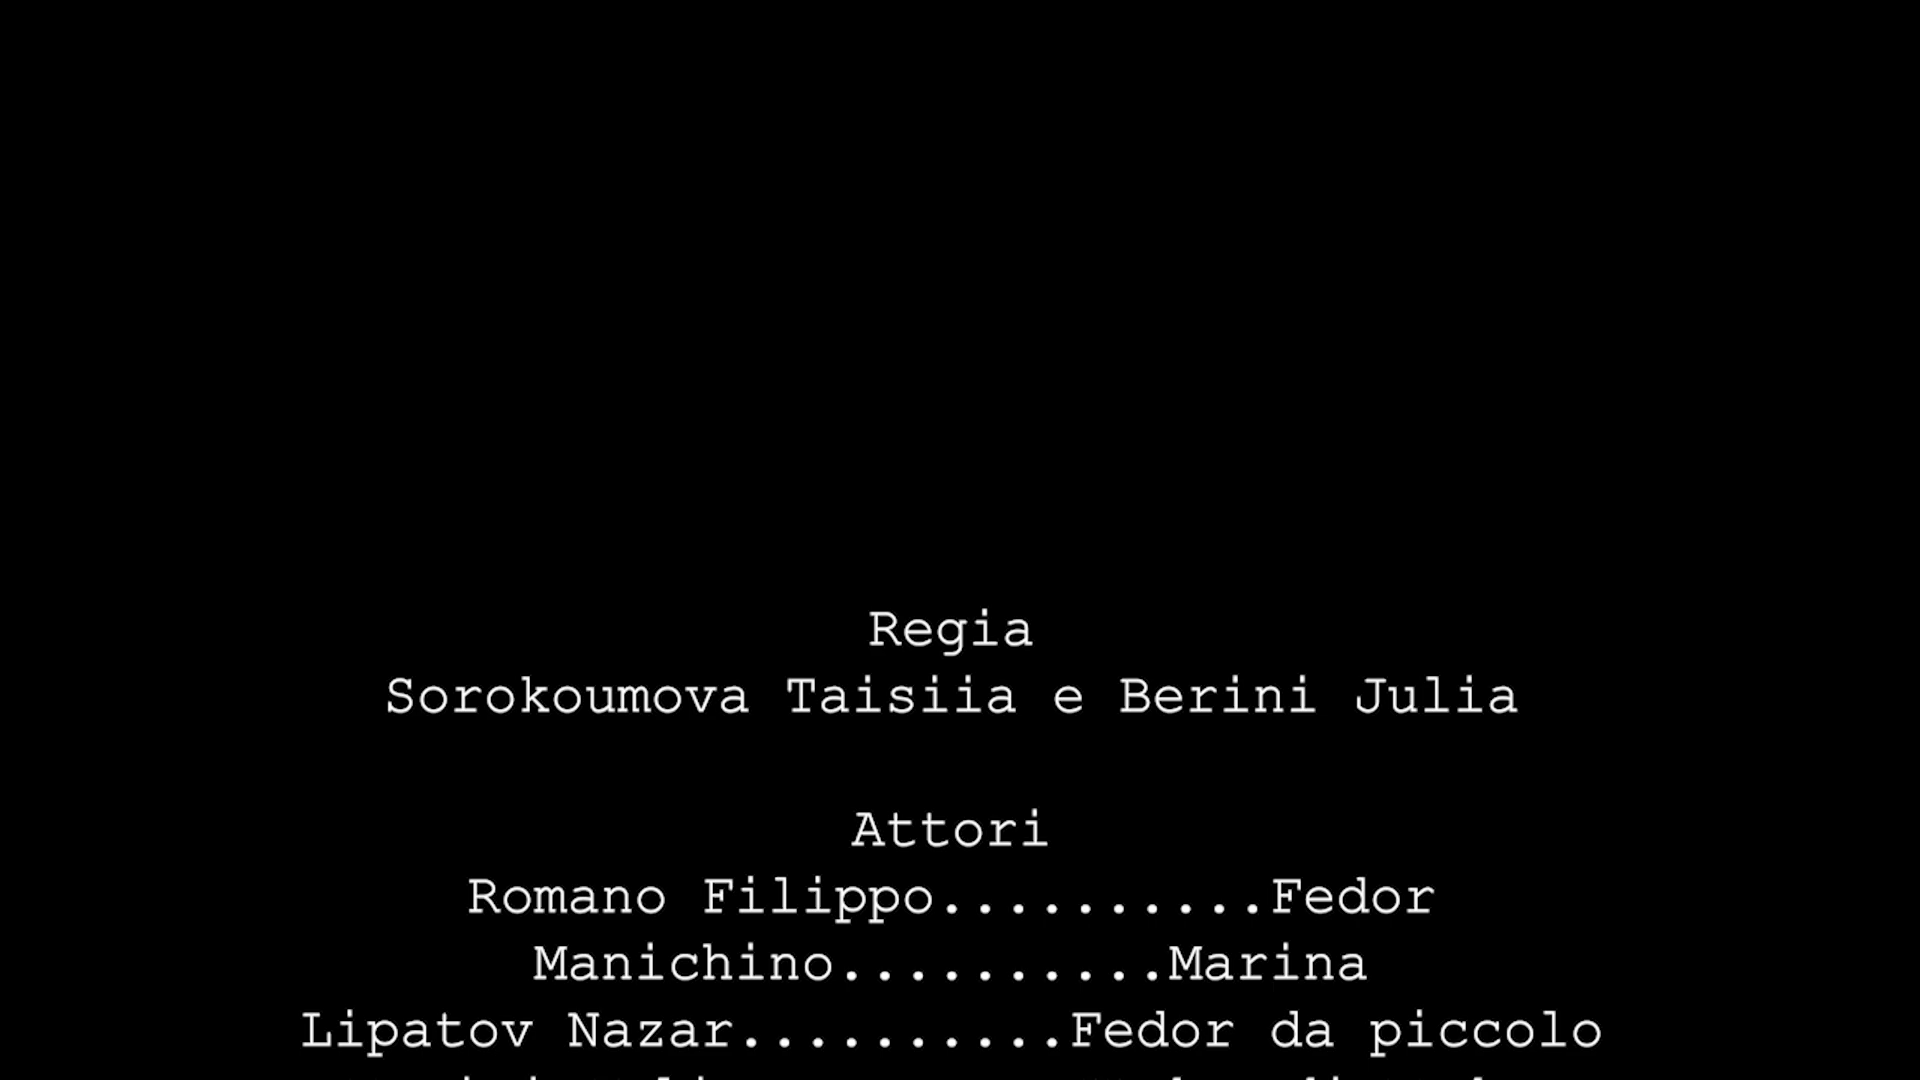 Regia
Sorokoumova Taisiia e Berini Julia
Attori
Romano Filippo..........Fedor
Manichino..........Marina
Lipatov Nazar..........Fedor da piccolo